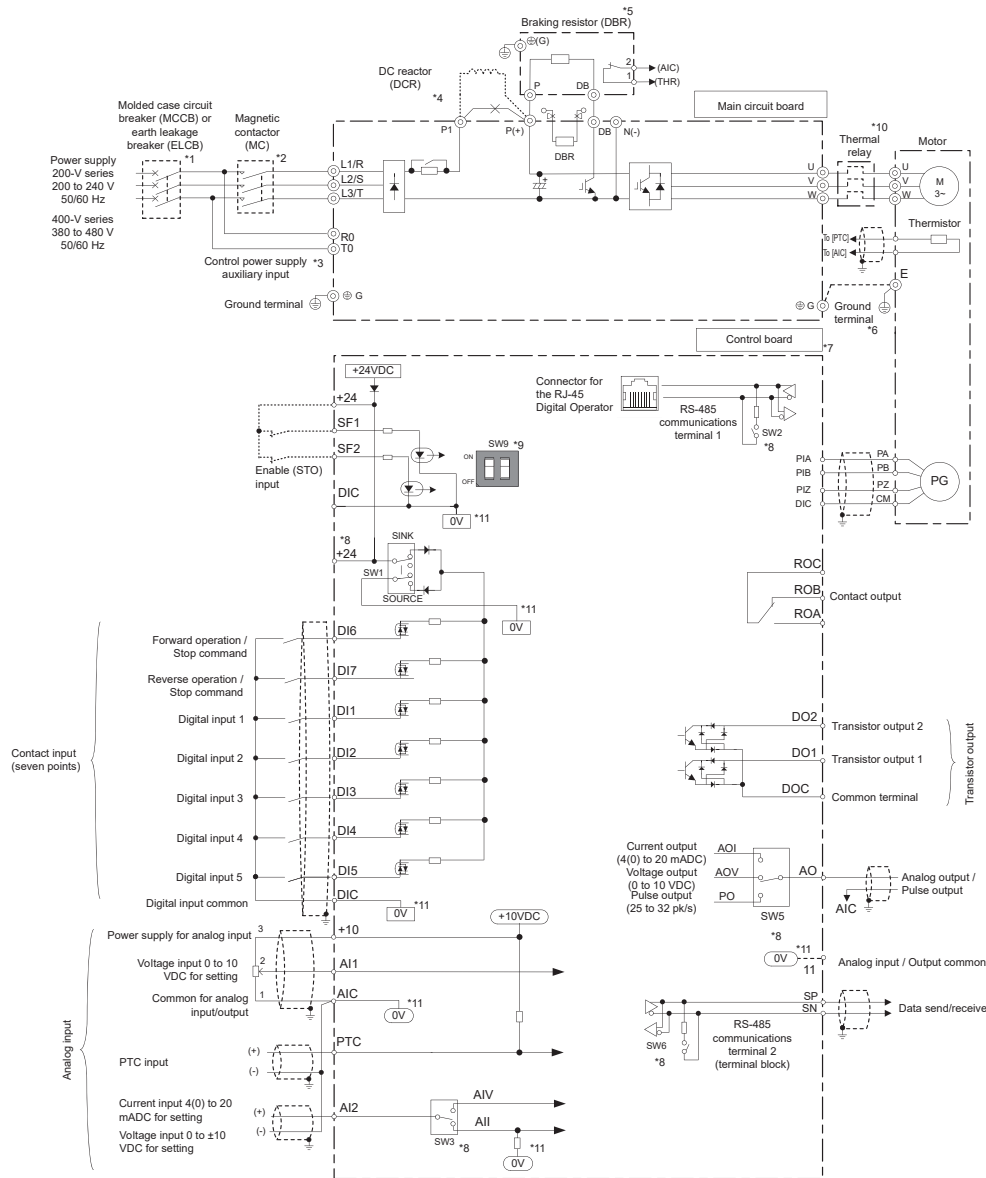 *5
Braking resistor (DBR)
(G)
2
(AIC)
1
(THR)
DC reactor
(DCR)
*4
P
DB
Molded case circuit
breaker (MCCB) or
earth leakage
breaker (ELCB)
*1
Magnetic
contactor
(MC)
*2
P1
P(+)
DBR
DB
N(-)
Main circuit board
*10
Thermal
relay
Motor
Power supply
200-V series
200 to 240 V
50/60 Hz
400-V series
380 to 480 V
50/60 Hz
L1/R
L2/S
L3/T
U
V
W
U
V
W
M
3~
R0
T0
Control power supply
auxiliary input
*3
To [PTC]
To [AIC]
Thermistor
E
Ground terminal
G
G
Ground
terminal
*6
Control board
*7
+24VDC
+24
SF1
SF2
Enable (STO)
input
DIC
0V
*11
SW9
*9
ON
OFF
Connector for
the RJ-45
Digital Operator
RS-485
communications
terminal 1
SW2
*8
PIA
PIB
PIZ
DIC
PA
PB
PZ
CM
PG
*8
+24
SINK
SW1
SOURCE
*11
0V
ROC
ROB
ROA
Contact output
Contact input
(seven points)
Forward operation /
Stop command
DI6
Reverse operation /
Stop command
DI7
Digital input 1
DI1
Digital input 2
DI2
Digital input 3
DI3
Digital input 4
DI4
Digital input 5
DI5
Digital input common
DIC
0V
*11
DO2
Transistor output 2
DO1
Transistor output 1
DOC
Common terminal
Transistor output
Current output
(4(0) to 20 mADC)
Voltage output
(0 to 10 VDC)
Pulse output
(25 to 32 pk/s)
AOI
AOV
PO
SW5
*8
AO
AIC
Analog output /
Pulse output
0V
*11
11
Analog input / Output common
Analog input
Power supply for analog input
3
+10
+10VDC
Voltage input 0 to 10
VDC for setting
2
AI1
Common for analog
input/output
1
AIC
0V
*11
PTC input
(+)
(-)
PTC
Current input 4(0) to 20
mADC for setting
Voltage input 0 to ±10
VDC for setting
(+)
(-)
AI2
AIV
AII
SW3
*8
0V
*11
SP
SN
Data send/receive
SW6
*8
RS-485
communications
terminal 2
(terminal block)